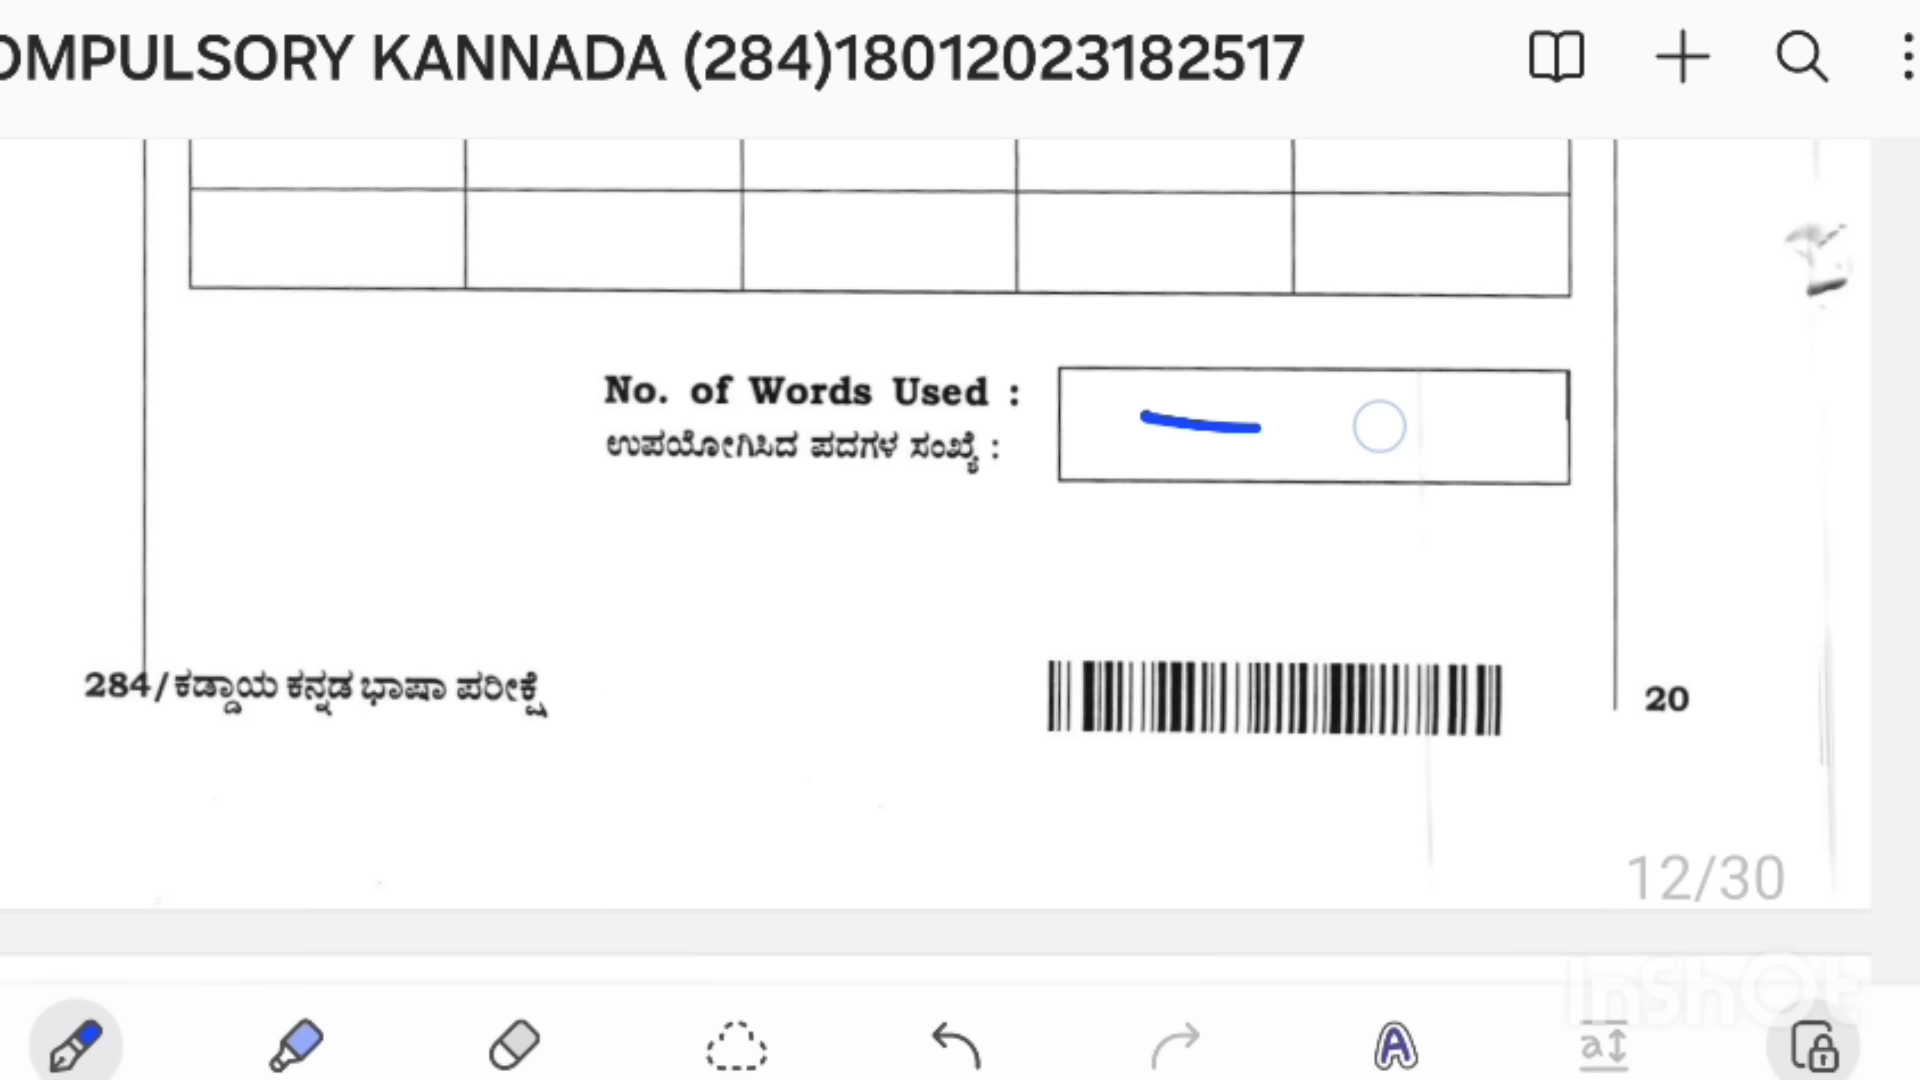 OMPULSORY KANNADA (284)18012023182517
No. of Words Used :
ಉಪಯೋಗಿಸಿದ ಪದಗಳ ಸಂಖ್ಯೆ :
284/ಕಡ್ಡಾಯ ಕನ್ನಡ ಭಾಷಾ ಪರೀಕ್ಷೆ
20
12/30
InShOt
A
a